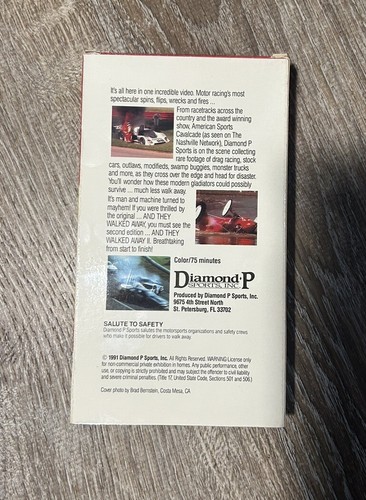 It's all here in one incredible video. Motor racing's most
spectacular spins, flips, wrecks and fires ...
From racetracks across the
country and the award winning
show, American Sports
Cavalcade (as seen on The
Nashville Network), Diamond P
Sports is on the scene collecting
rare footage of drag racing, stock
cars, outlaws, modifieds, swamp buggies, monster trucks
and more, as they cross over the edge and head for disaster.
You'll wonder how these modern gladiators could possibly
survive ... much less walk away.
It's man and machine turned to
mayhem! If you were thrilled by
the original ... AND THEY
WALKED AWAY, you must see the
second edition ... AND THEY
WALKED AWAY II. Breathtaking
from start to finish!
Color/75 minutes
Diamond·P
SPORTS, INC.
Produced by Diamond P Sports, Inc.
9675 4th Street North
St. Petersburg, FL 33702
SALUTE TO SAFETY
Diamond P Sports salutes the motorsports organizations and safety crews
who make it possible for drivers to walk away.
© 1991 Diamond P Sports, Inc. All Rights Reserved. WARNING: License only
for non-commercial private exhibition in homes. Any public performance, other
use, or copying is strictly prohibited and may subject the offender to civil liability
and severe criminal penalties. (Title 17, United State Code, Sections 501 and 506.)
Cover photo by Brad Bernstein, Costa Mesa, CA